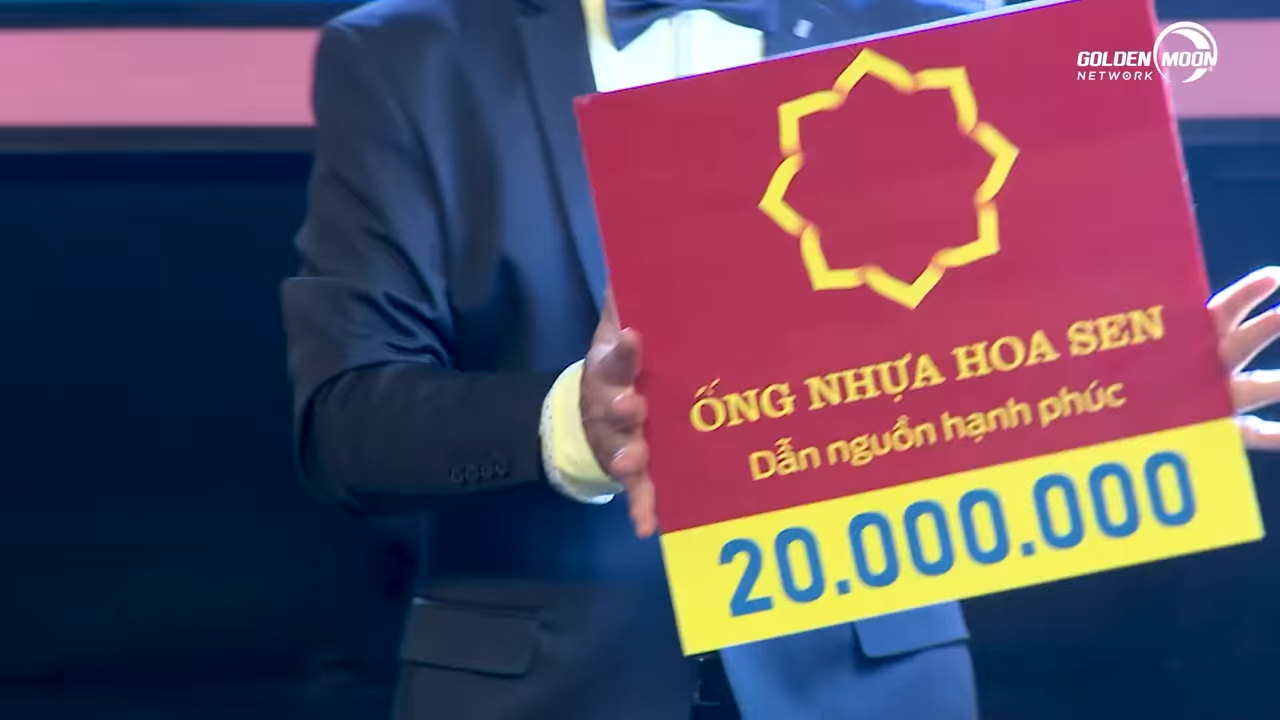 GOLDEN MOON
NETWORK
ỐNG NHỰA HOA SEN
Dẫn nguồn hạnh phúc
20.000.000